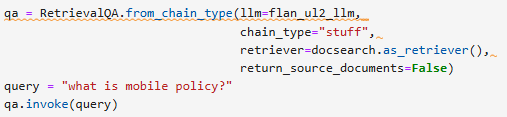 qa = RetrievalQA.from_chain_type(llm=flan_ul2_llm,
                                 chain_type="stuff",
                                 retriever=docsearch.as_retriever(),
                                 return_source_documents=False)
query = "what is mobile policy?"
qa.invoke(query)